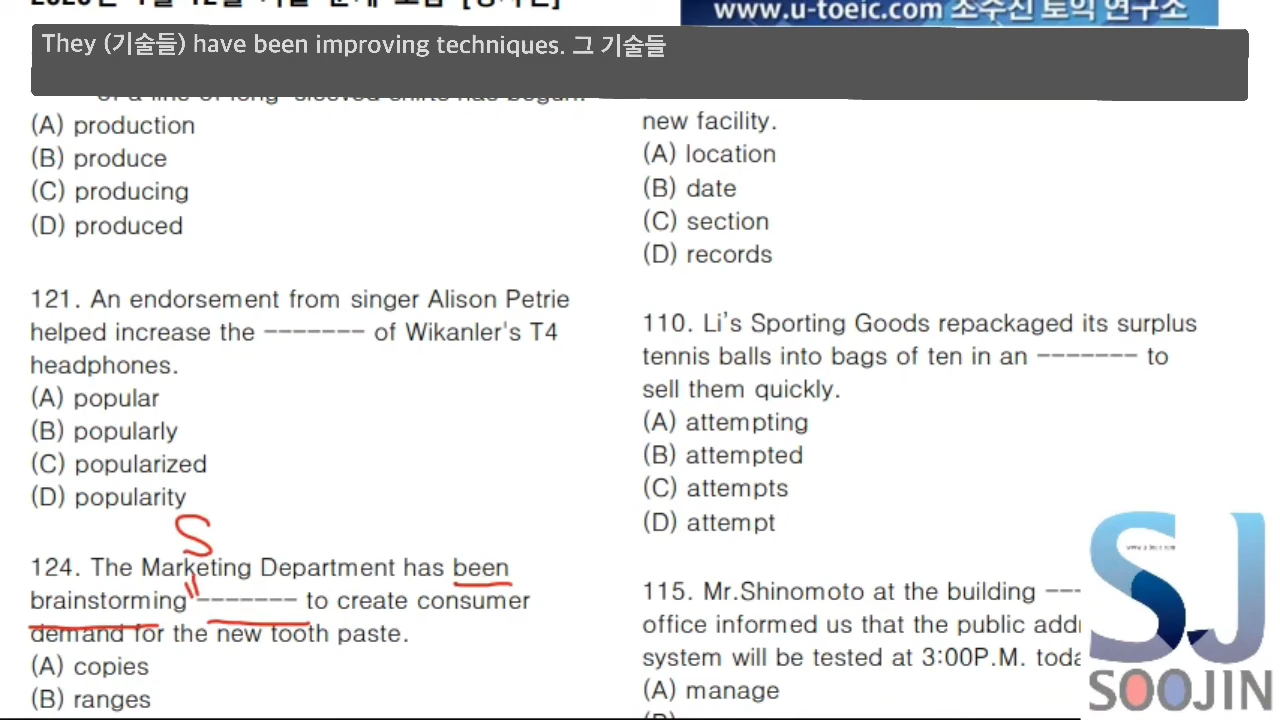 www.u-toeic.com 조수진 토익 연구소
They (기술들) have been improving techniques. 그 기술들
(A) production
(B) produce
(C) producing
(D) produced
121. An endorsement from singer Alison Petrie
helped increase the ------- of Wikanler's T4
headphones.
(A) popular
(B) popularly
(C) popularized
(D) popularity
S
124. The Marketing Department has been
brainstorming ------- to create consumer
demand for the new tooth paste.
(A) copies
(B) ranges
new facility.
(A) location
(B) date
(C) section
(D) records
110. Li's Sporting Goods repackaged its surplus
tennis balls into bags of ten in an ------- to
sell them quickly.
(A) attempting
(B) attempted
(C) attempts
(D) attempt
115. Mr.Shinomoto at the building ---
office informed us that the public add
system will be tested at 3:00P.M. toda
(A) manage
SJ
SOOJIN